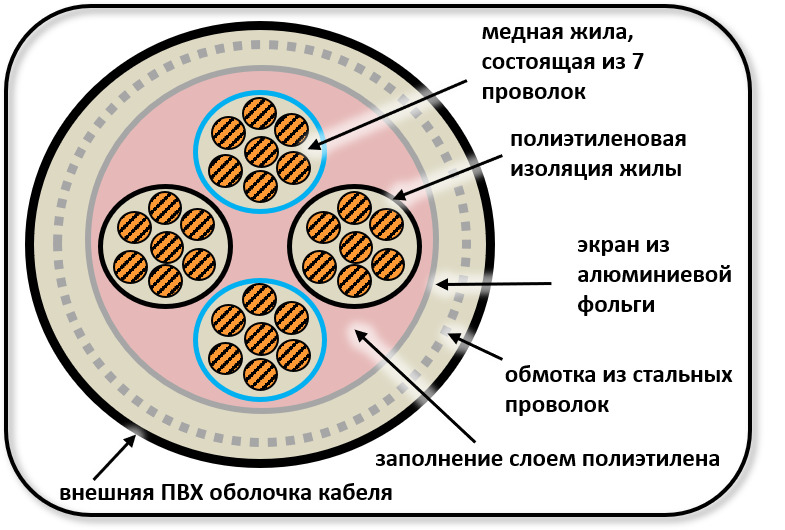 медная жила,
состоящая из 7
проволок
полиэтиленовая
изоляция жилы
экран из
алюминиевой
фольги
обмотка из стальных
проволок
заполнение слоем полиэтилена
внешняя ПВХ оболочка кабеля